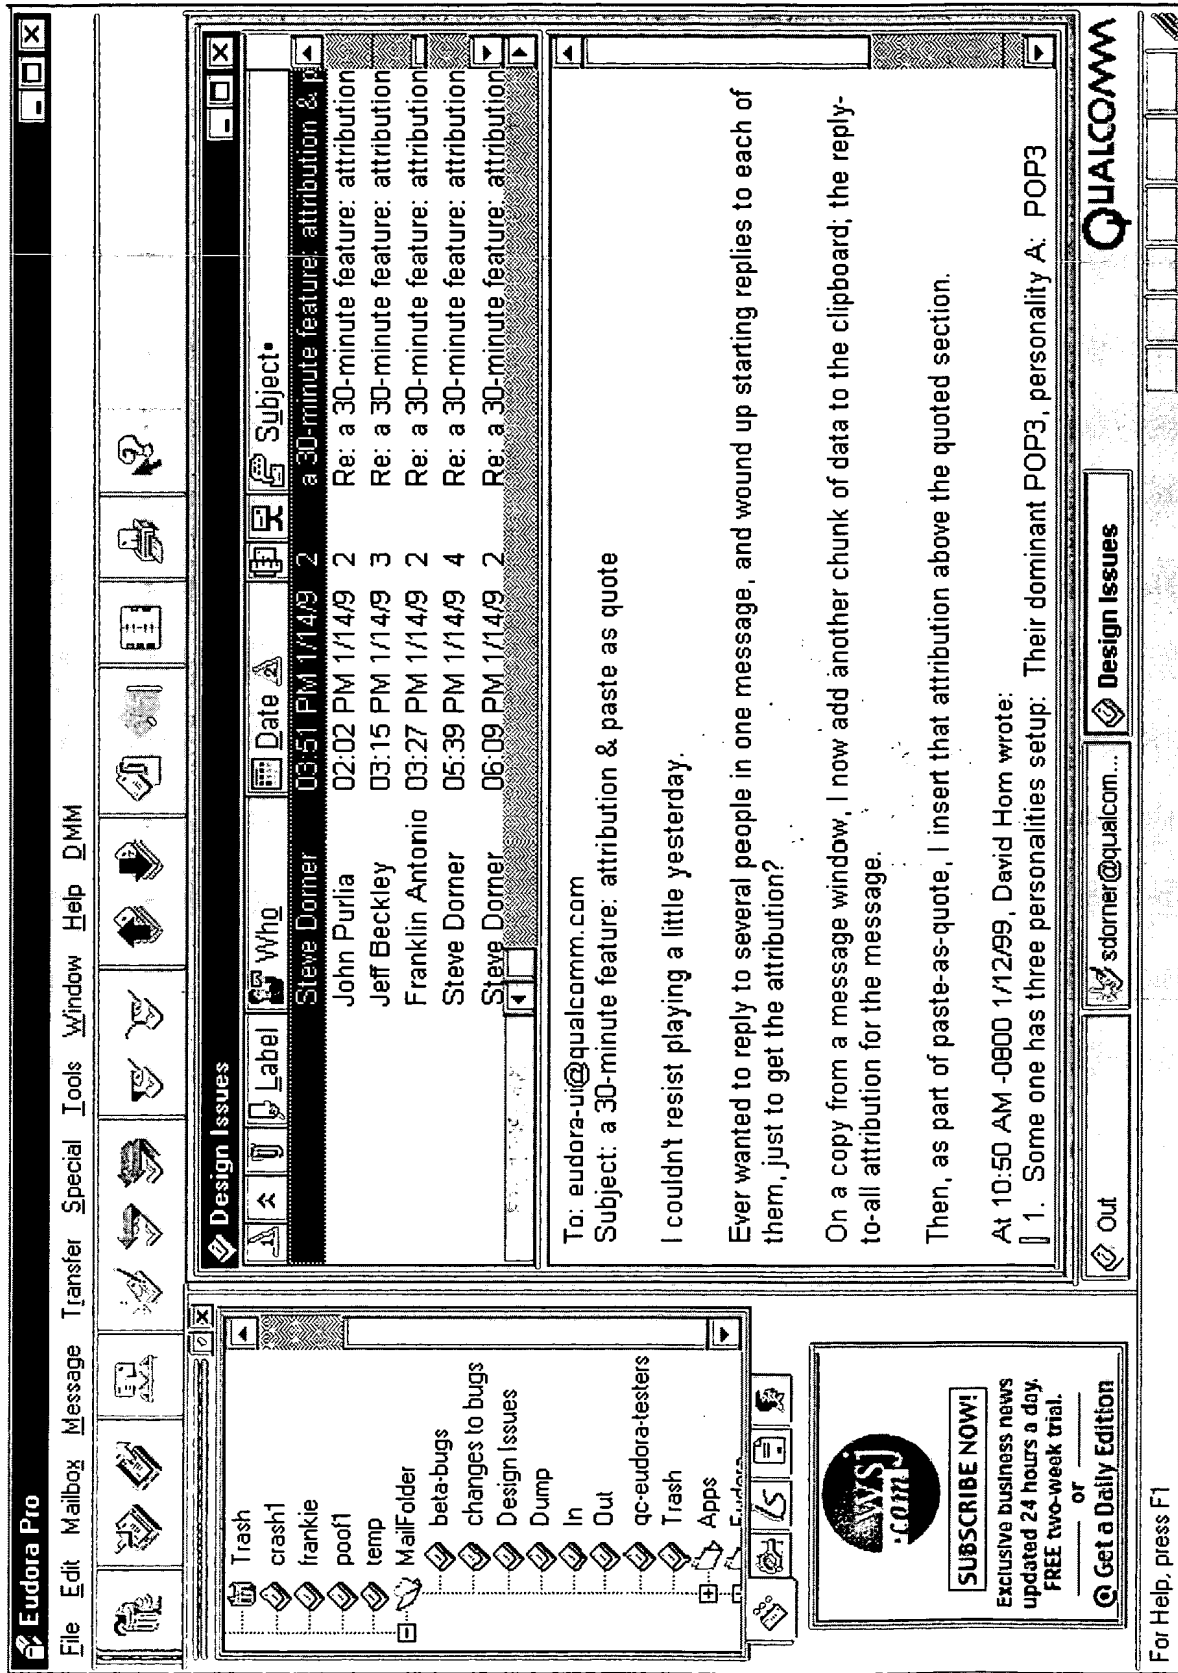 Eudora Pro
File Edit Mailbox Message Transfer Special Tools Window Help DMM
Trash
crash1
frankie
poof1
temp
MailFolder
beta-bugs
changes to bugs
Design Issues
Dump
In
Out
qc-eudora-testers
Trash
Apps
Eudora
wsj
.com
SUBSCRIBE NOW!
Exclusive business news
updated 24 hours a day.
FREE two-week trial.
or
@ Get a Daily Edition
Design Issues
Label Who Date Subject
Steve Dorner 03:51 PM 1/14/9 2 a 30-minute feature: attribution & p
John Purlia 02:02 PM 1/14/9 2 Re: a 30-minute feature: attribution
Jeff Beckley 03:15 PM 1/14/9 3 Re: a 30-minute feature: attribution
Franklin Antonio 03:27 PM 1/14/9 2 Re: a 30-minute feature: attribution
Steve Dorner 05:39 PM 1/14/9 4 Re: a 30-minute feature: attribution
Steve Dorner 06:09 PM 1/14/9 2 Re: a 30-minute feature: attribution
To: eudora-ui@qualcomm.com
Subject: a 30-minute feature: attribution & paste as quote
I couldn't resist playing a little yesterday.
Ever wanted to reply to several people in one message, and wound up starting replies to each of
them, just to get the attribution?
On a copy from a message window, I now add another chunk of data to the clipboard; the reply-
to-all attribution for the message.
Then, as part of paste-as-quote, I insert that attribution above the quoted section.
At 10:50 AM -0800 1/12/99, David Hom wrote:
1. Some one has three personalities setup: Their dominant POP3, personality A: POP3
Out sdorner@qualcom... Design Issues QUALCOMM
For Help, press F1